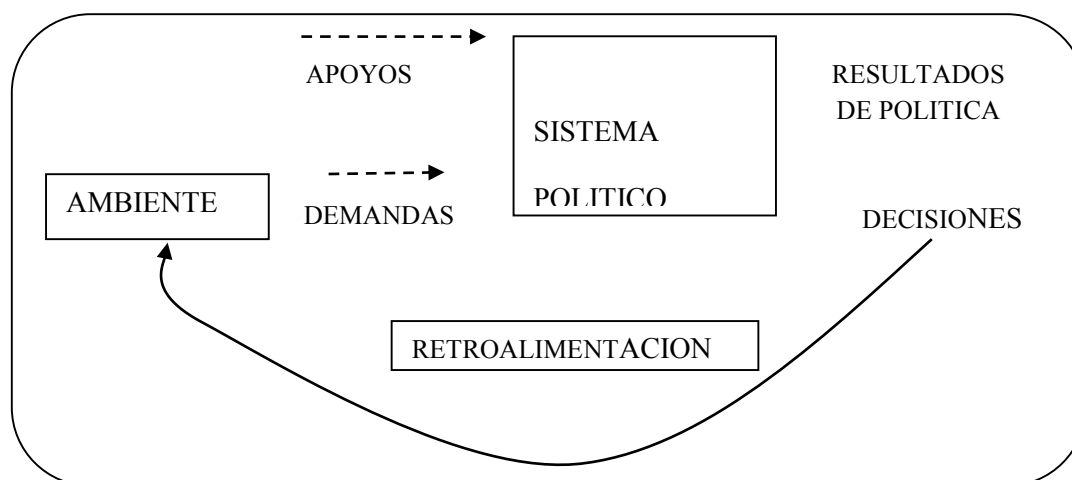 APOYOS
RESULTADOS
DE POLITICA
SISTEMA
POLITICO
AMBIENTE
DEMANDAS
DECISIONES
RETROALIMENTACION